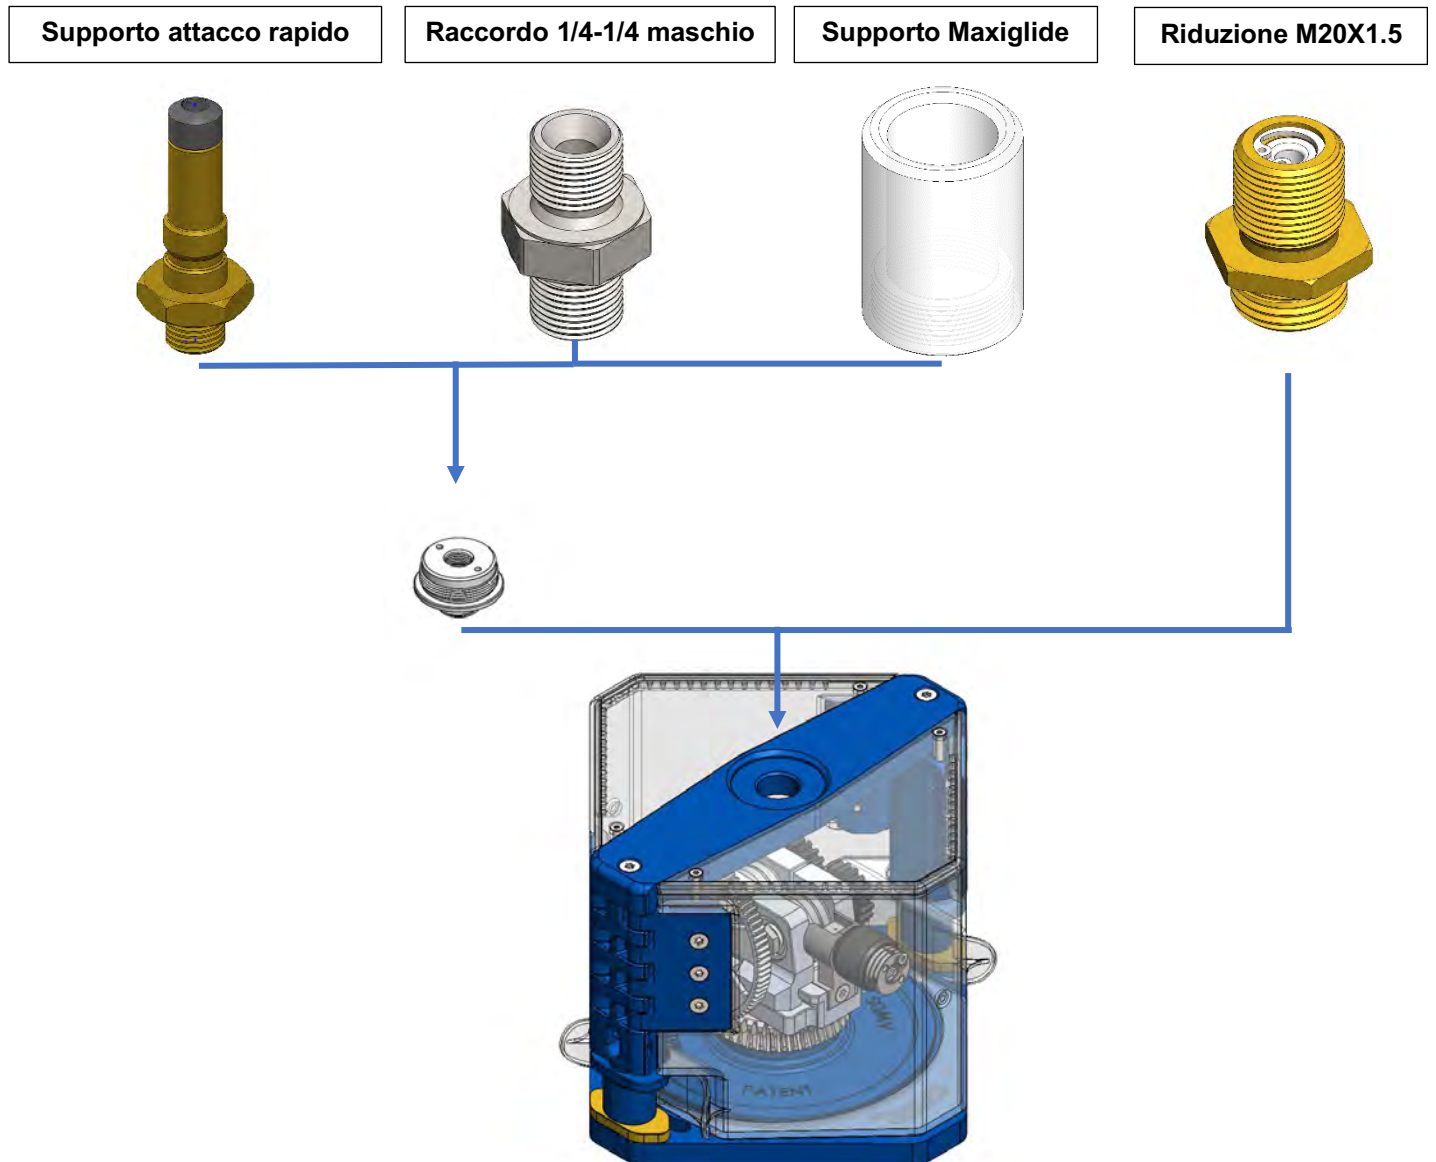 Supporto attacco rapido
Raccordo 1/4-1/4 maschio
Supporto Maxiglide
Riduzione M20X1.5
PATENT